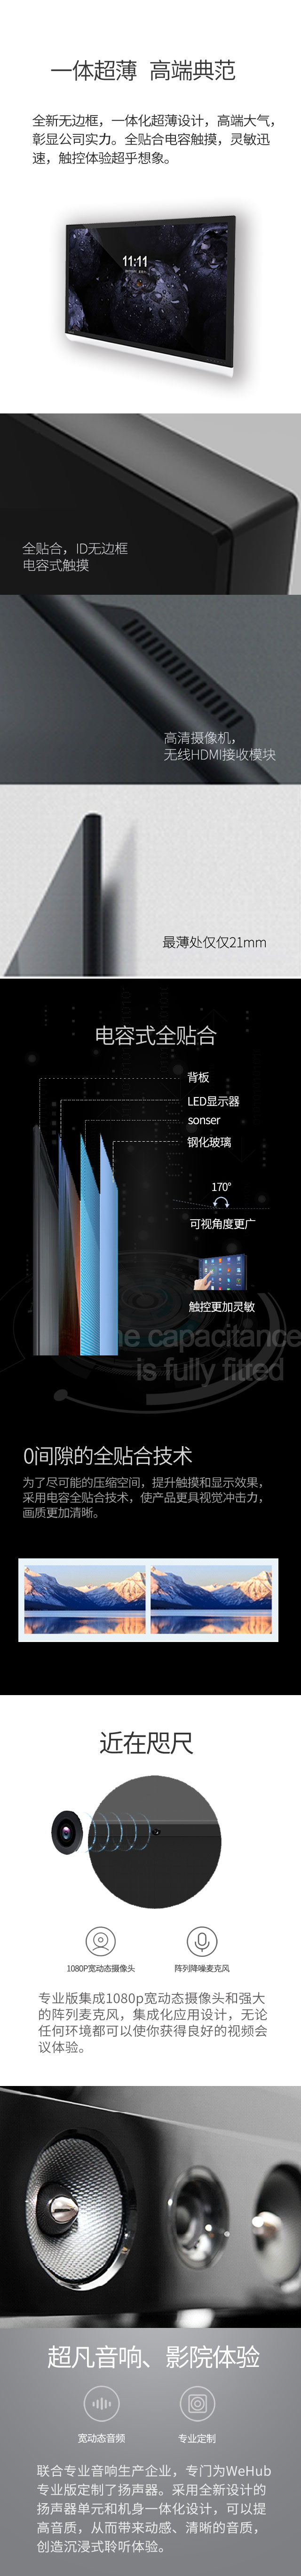 一体超薄 高端典范
全新无边框，一体化超薄设计，高端大气，
彰显公司实力。全贴合电容触摸，灵敏迅
速，触控体验超乎想象。
11:11
全贴合，ID无边框
电容式触摸
高清摄像机，
无线HDMI接收模块
最薄处仅仅21mm
电容式全贴合
背板
LED显示器
sonser
钢化玻璃
170°
可视角度更广
触控更加灵敏
he capacitance
is fully fitted
0间隙的全贴合技术
为了尽可能的压缩空间，提升触摸和显示效果，
采用电容全贴合技术，使产品更具视觉冲击力，
画质更加清晰。
近在咫尺
1080P宽动态摄像头
阵列降噪麦克风
专业版集成1080p宽动态摄像头和强大
的阵列麦克风，集成化应用设计，无论
任何环境都可以使你获得良好的视频会
议体验。
超凡音响、影院体验
宽动态音频
专业定制
联合专业音响生产企业，专门为WeHub
专业版定制了扬声器。采用全新设计的
扬声器单元和机身一体化设计，可以提
高音质，从而带来动感、清晰的音质，
创造沉浸式聆听体验。